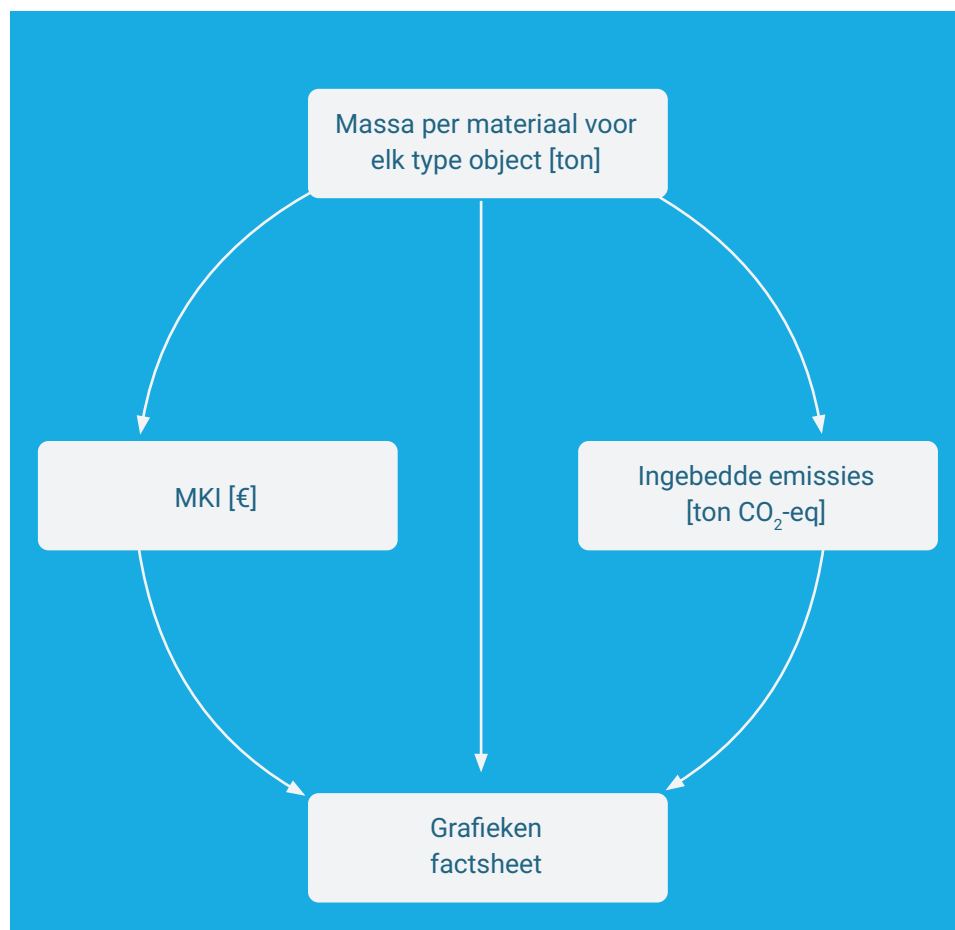 Massa per materiaal voor
elk type object [ton]
MKI [€]
Ingebedde emissies
[ton CO₂-eq]
Grafieken
factsheet